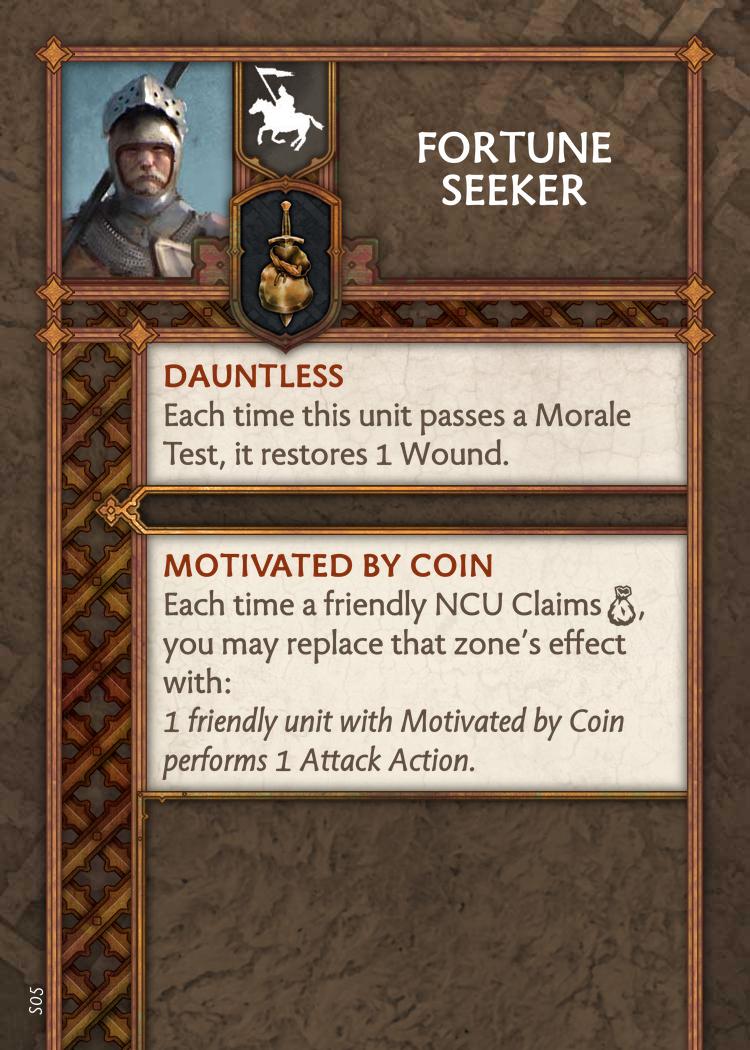 FORTUNE
SEEKER
DAUNTLESS
Each time this unit passes a Morale
Test, it restores 1 Wound.
MOTIVATED BY COIN
Each time a friendly NCU Claims ,
you may replace that zone's effect
with:
1 friendly unit with Motivated by Coin
performs 1 Attack Action.
S05